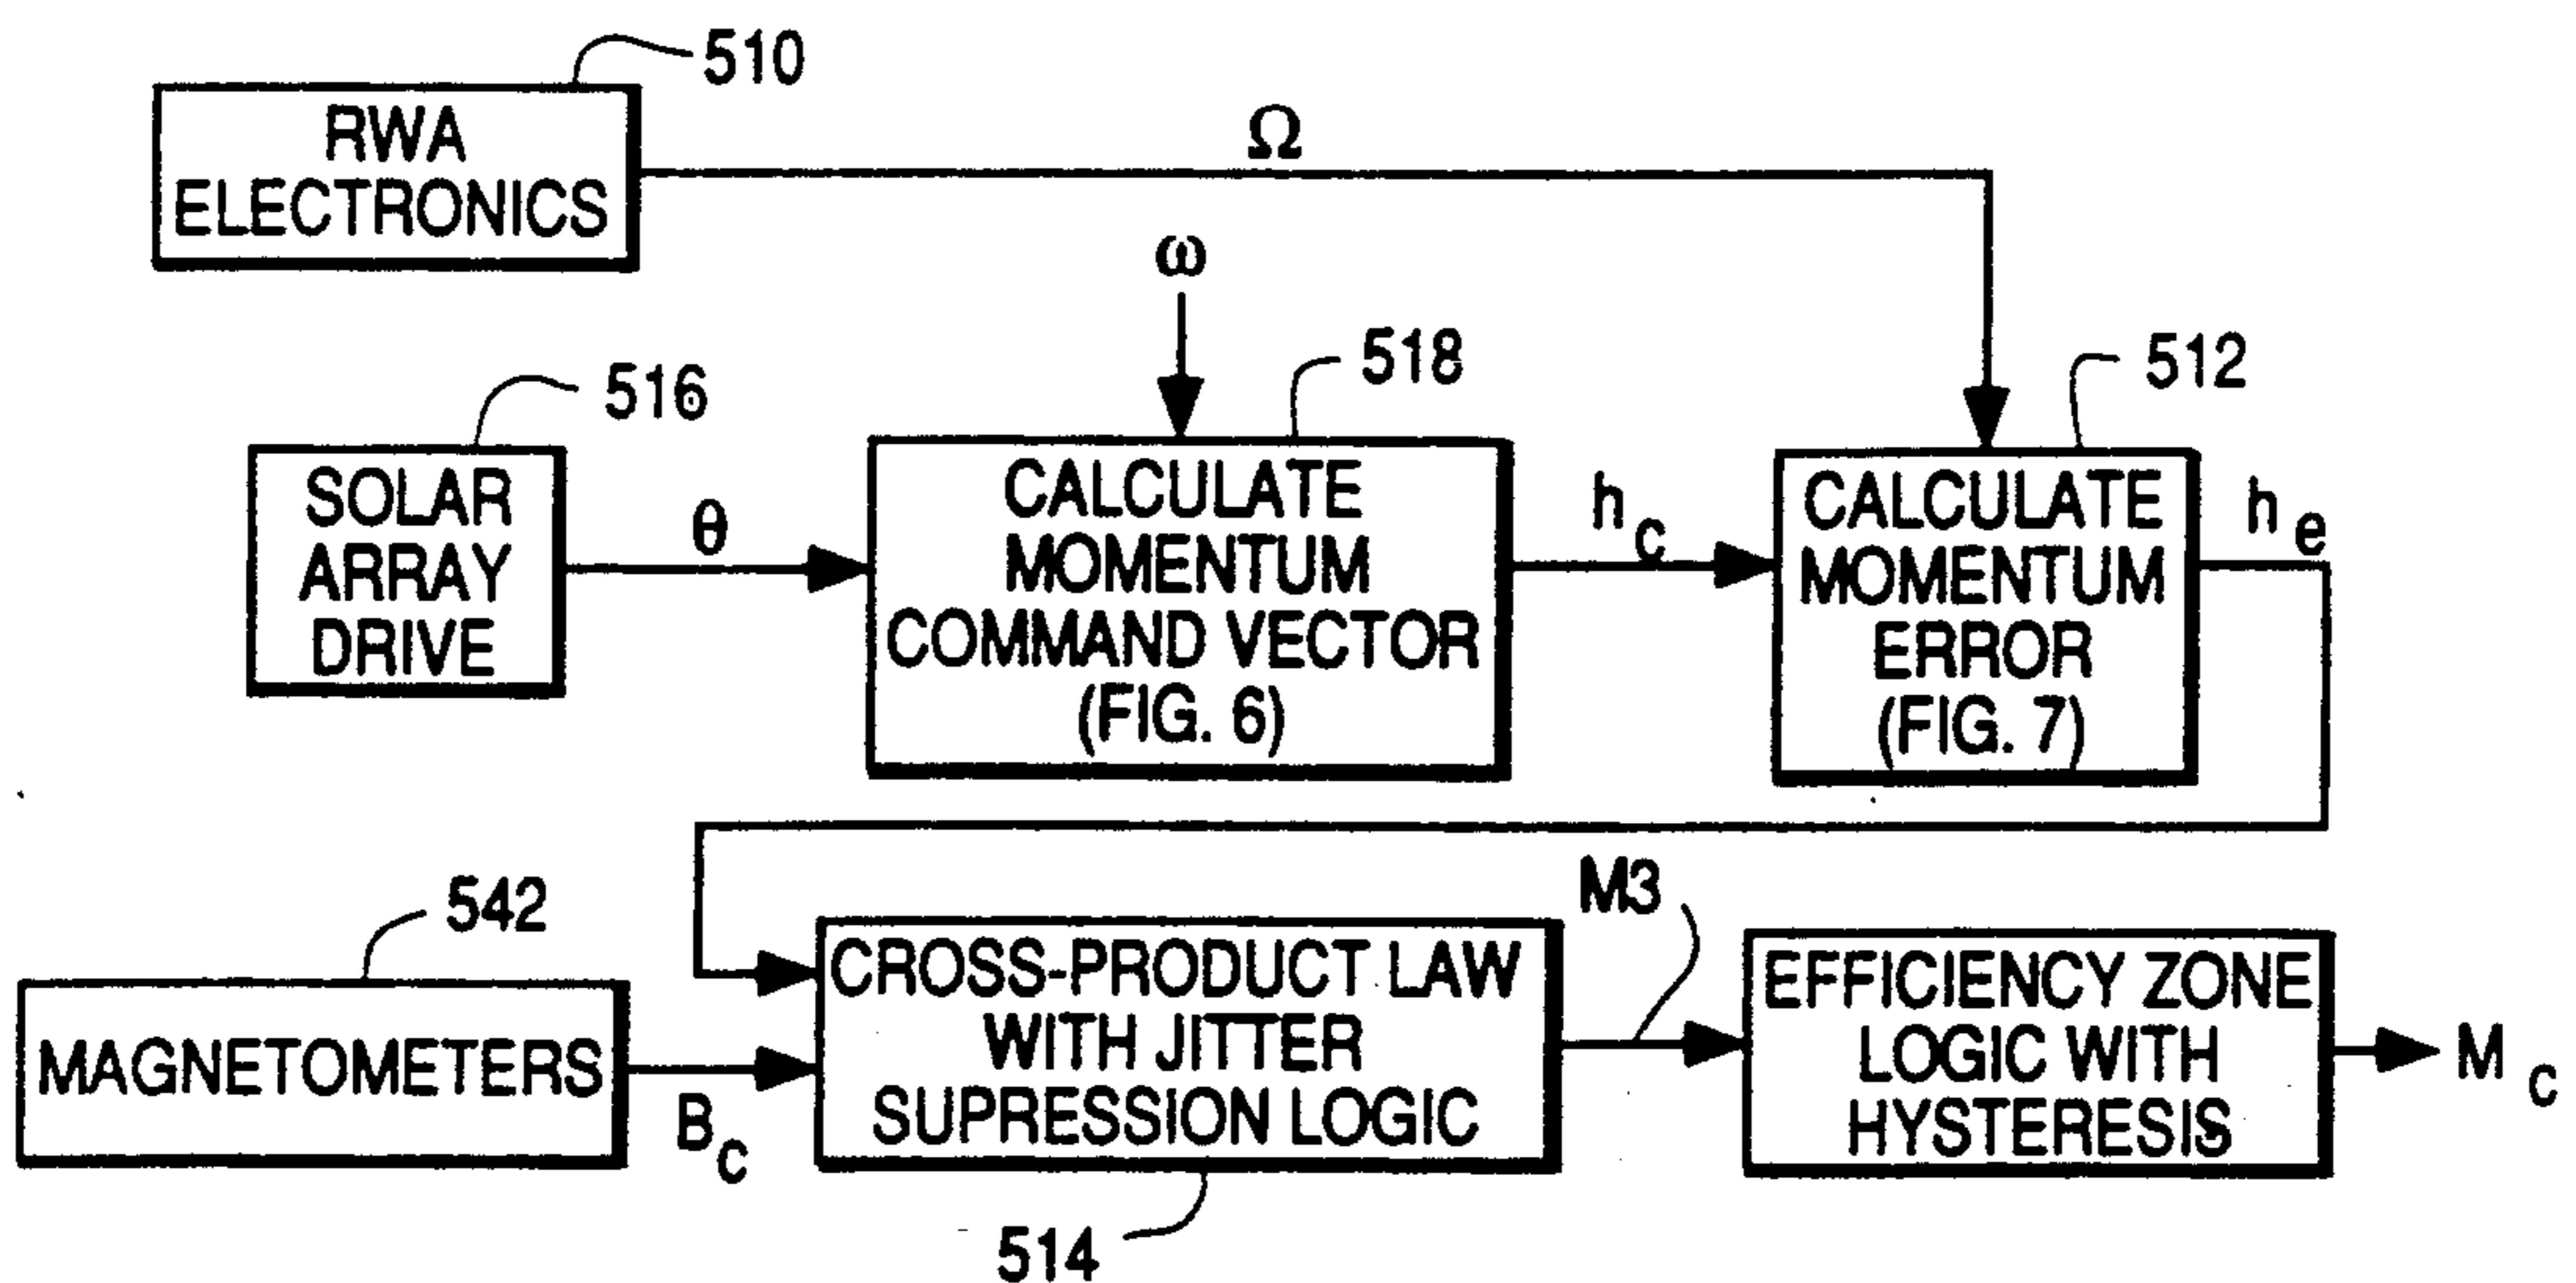 510
RWA
ELECTRONICS
Ω
ω
516
518
512
SOLAR
ARRAY
DRIVE
θ
CALCULATE
MOMENTUM
COMMAND VECTOR
(FIG. 6)
h c
CALCULATE
MOMENTUM
ERROR
(FIG. 7)
h e
542
MAGNETOMETERS
B c
CROSS-PRODUCT LAW
WITH JITTER
SUPRESSION LOGIC
514
M3
EFFICIENCY ZONE
LOGIC WITH
HYSTERESIS
M c